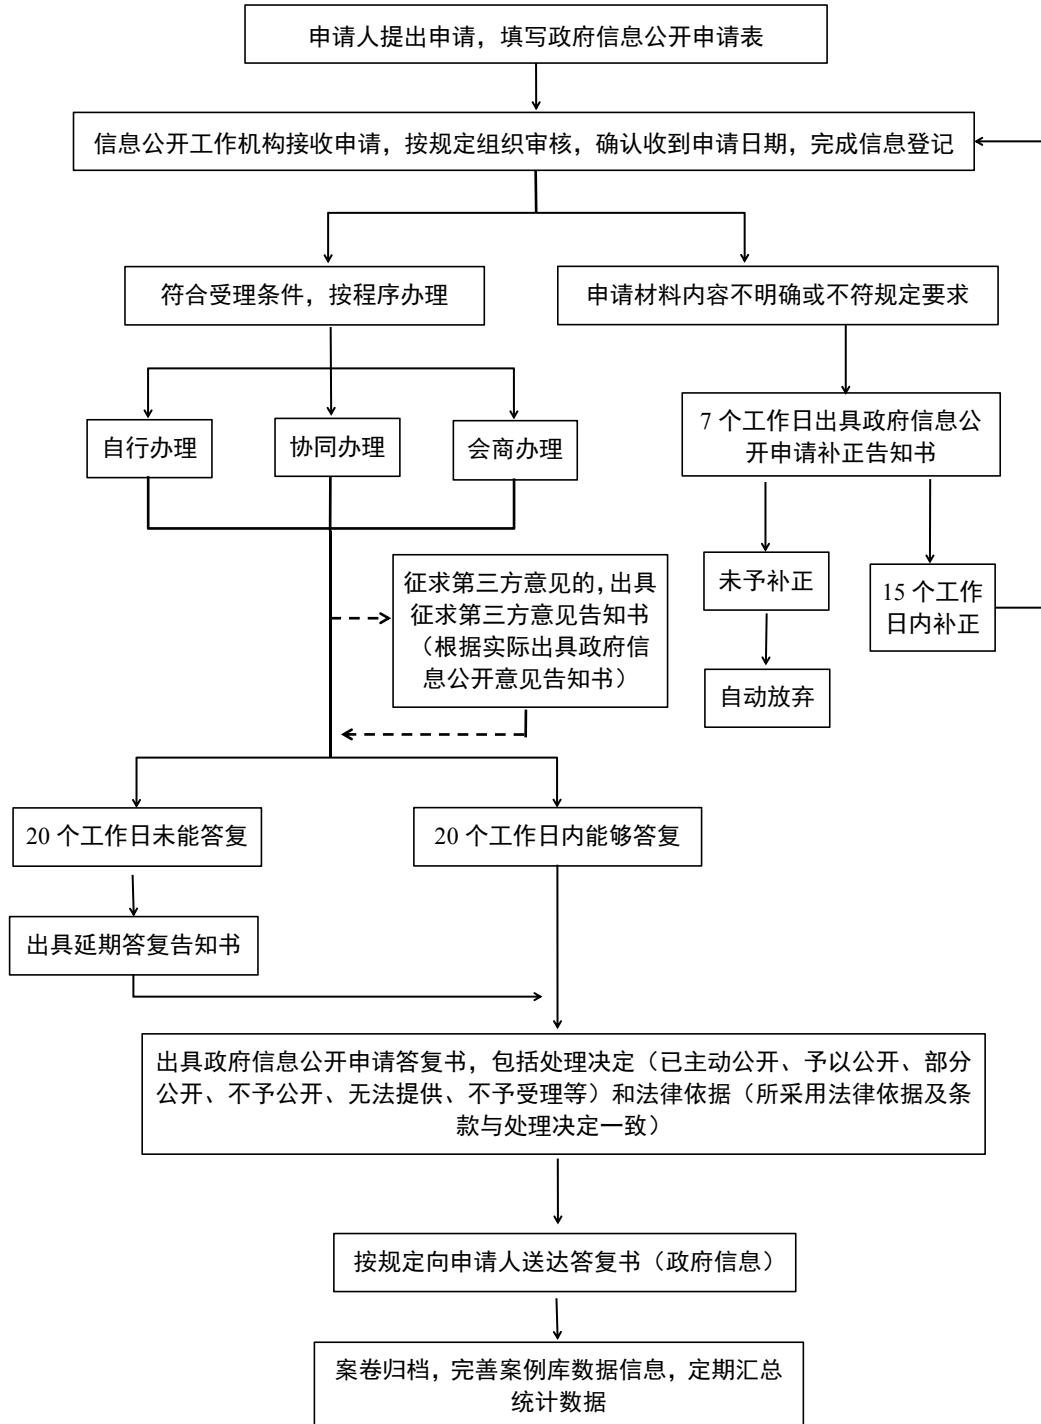 申请人提出申请，填写政府信息公开申请表
信息公开工作机构接收申请，按规定组织审核，确认收到申请日期，完成信息登记
符合受理条件，按程序办理
申请材料内容不明确或不符规定要求
自行办理
协同办理
会商办理
7 个工作日出具政府信息公
开申请补正告知书
征求第三方意见的，出具
征求第三方意见告知书
（根据实际出具政府信
息公开意见告知书）
未予补正
15 个工作
日内补正
自动放弃
20 个工作日未能答复
20 个工作日内能够答复
出具延期答复告知书
出具政府信息公开申请答复书，包括处理决定（已主动公开、予以公开、部分
公开、不予公开、无法提供、不予受理等）和法律依据（所采用法律依据及条
款与处理决定一致）
按规定向申请人送达答复书（政府信息）
案卷归档，完善案例库数据信息，定期汇总
统计数据